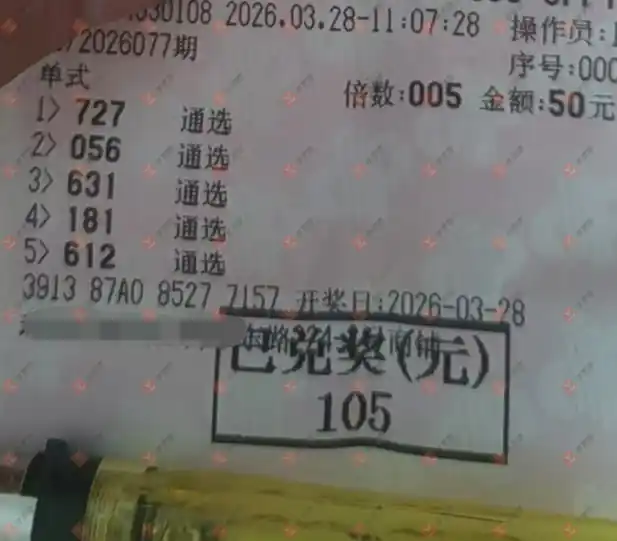 030108 2026.03.28-11:07:28 操作员:
2026077期 序号:000
单式 倍数:005 金额:50元
1> 727 通选
2> 056 通选
3> 631 通选
4> 181 通选
5> 612 通选
3913 87A0 8527 7157 开奖日:2026-03-28
已兑奖(元)
105